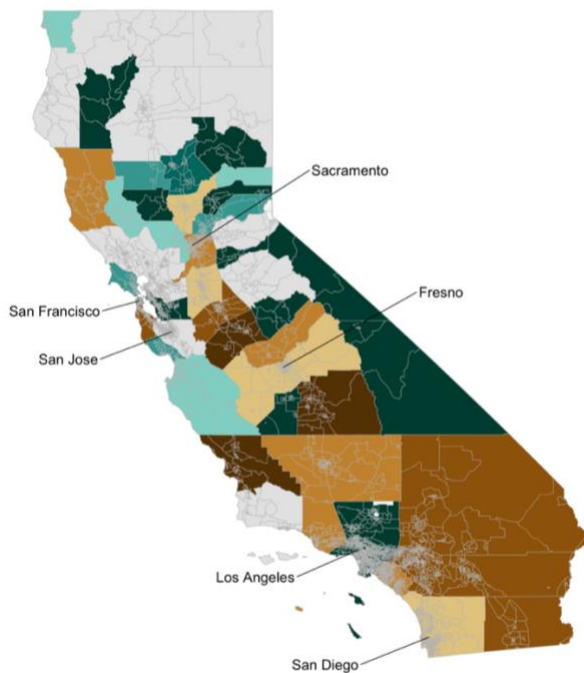 Sacramento
Fresno
San Francisco
San Jose
Los Angeles
San Diego